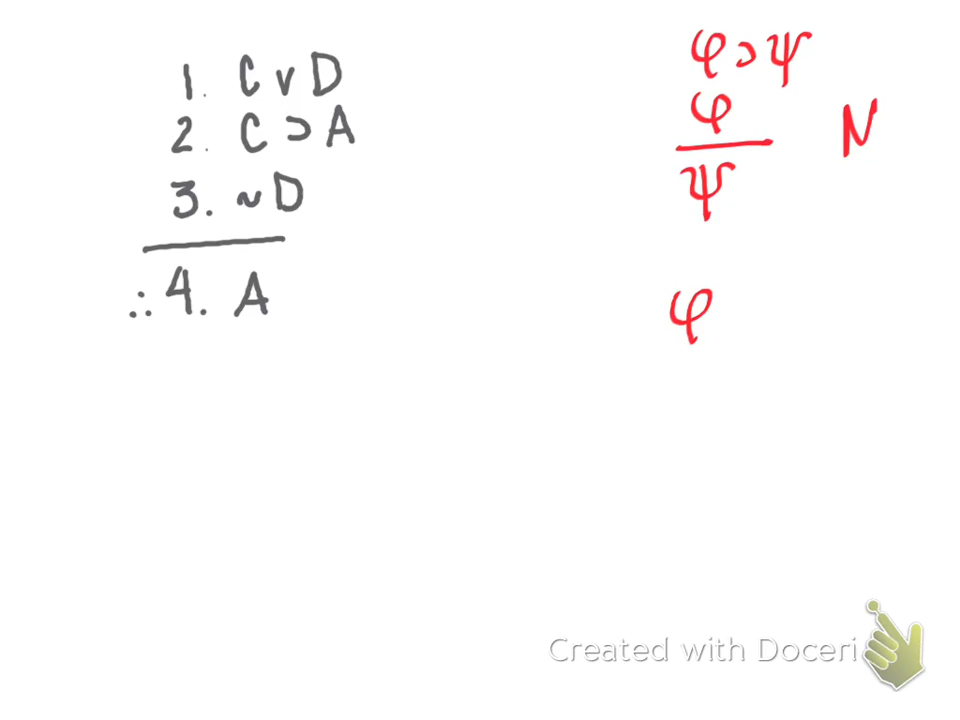 1. C v D
2. C ⊃ A
3. ~D
∴ 4. A
φ ⊃ ψ
φ
ψ
N
φ
Created with Doceri